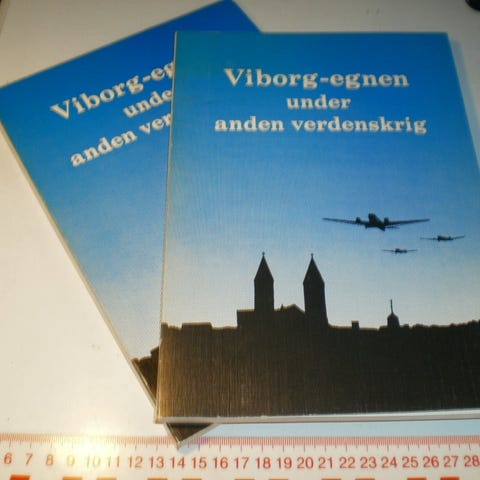 Viborg-eg
unde
anden verd
Viborg-egnen
under
anden verdenskrig
6 7 8 9 10 11 12 13 14 15 16 17 18 19 20 21 22 23 24 25 26 27 28